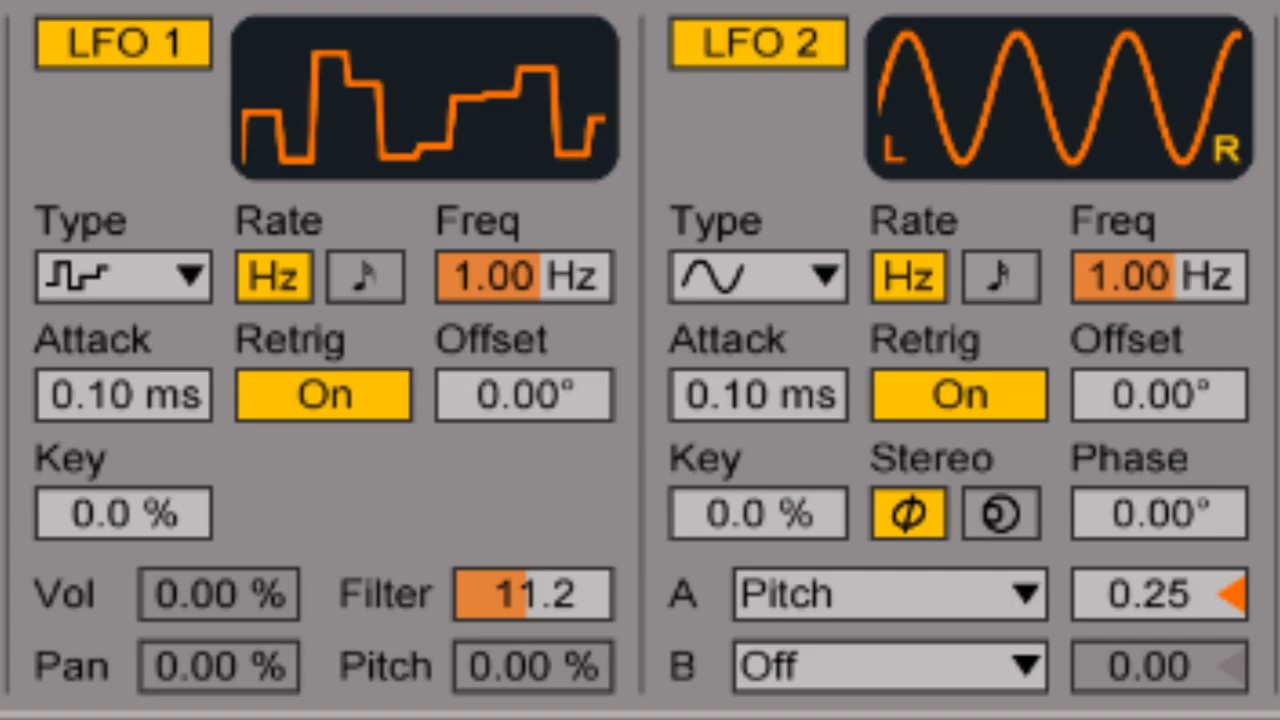 LFO 1
Type Rate Freq
Hz 1.00 Hz
Attack Retrig Offset
0.10 ms On 0.00°
Key
0.0 %
Vol 0.00 % Filter 11.2
Pan 0.00 % Pitch 0.00 %
LFO 2
L R
Type Rate Freq
Hz 1.00 Hz
Attack Retrig Offset
0.10 ms On 0.00°
Key Stereo Phase
0.0 % 0.00°
A Pitch 0.25
B Off 0.00